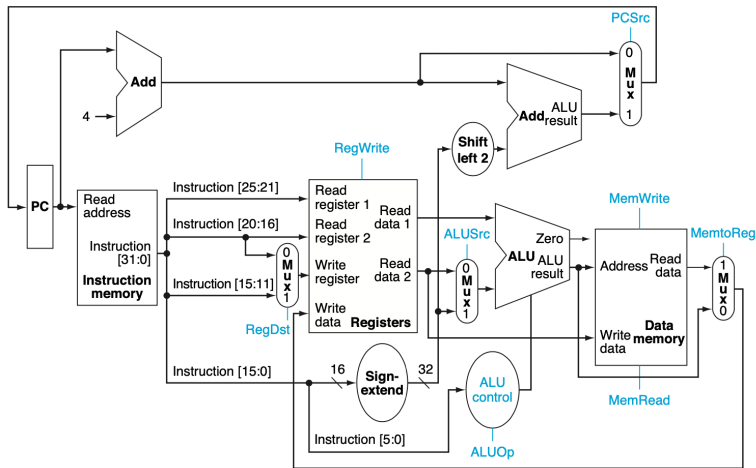 PCSrc
0
M
u
x
1
Add
4
Add
ALU
result
Shift
left 2
RegWrite
PC
Read
address
Instruction
[31:0]
Instruction
memory
Instruction [25:21]
Instruction [20:16]
Instruction [15:11]
0
M
u
x
1
RegDst
Read
register 1
Read
register 2
Write
register
Write
data
Read
data 1
Read
data 2
Registers
ALUSrc
0
M
u
x
1
Zero
ALU
ALU
result
MemWrite
Address
Read
data
Write
data
Data
memory
MemRead
MemtoReg
1
M
u
x
0
Instruction [15:0]
16
Sign-
extend
32
Instruction [5:0]
ALU
control
ALUOp